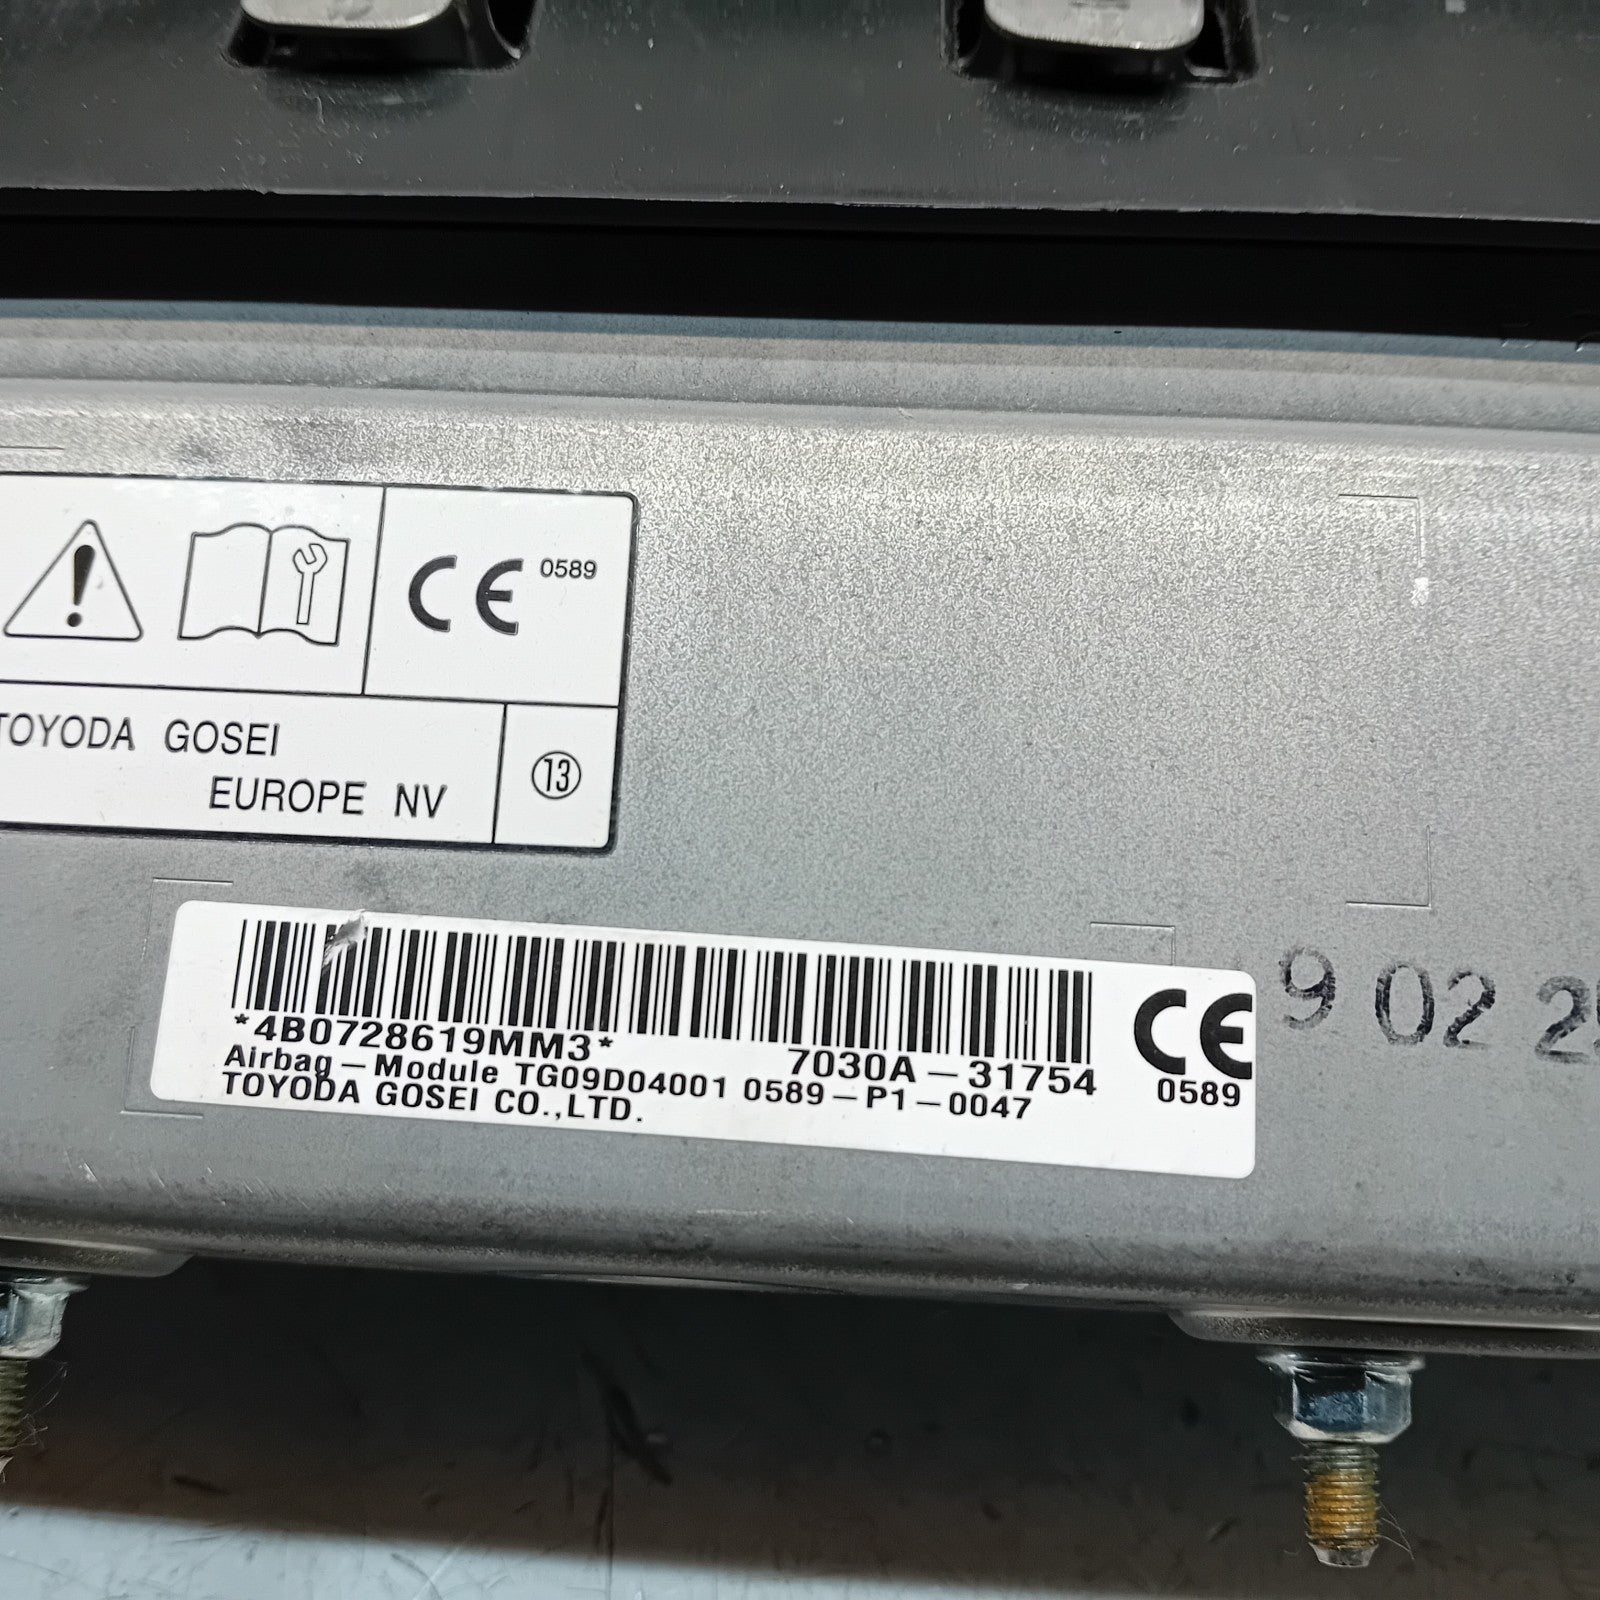 CE 0589
TOYODA GOSEI
EUROPE NV
13
*4B0728619MM3* 7030A-31754
Airbag-Module TG09D04001 0589-P1-0047
TOYODA GOSEI CO.,LTD.
CE
0589
9 02 2